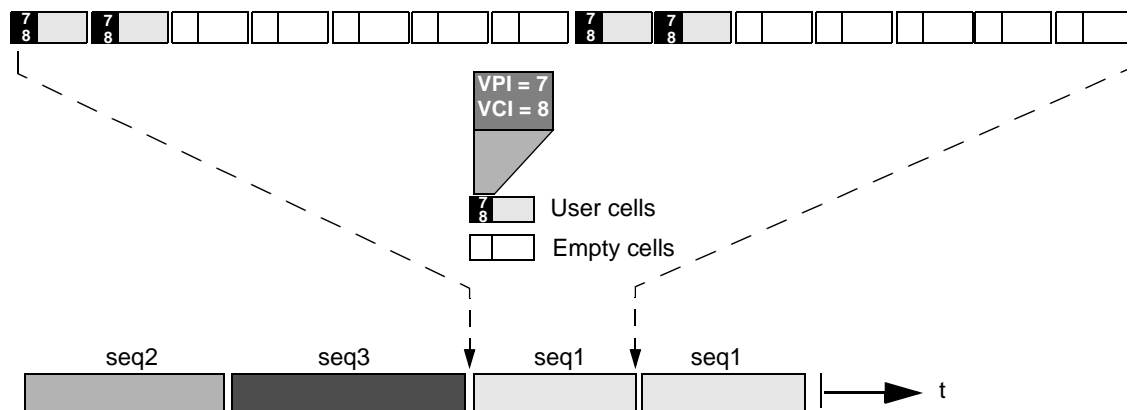 7 7 7 7
8 8 8 8
VPI = 7
VCI = 8
7
8
User cells
Empty cells
seq2 seq3 seq1 seq1
t